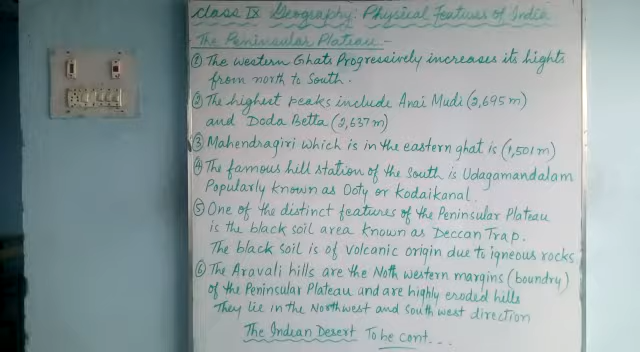 Class IX Geography: Physical Features of India
The Peninsular Plateau:-
① The western Ghats Progressively increases its hights
from north to South.
② The highest peaks include Anai Mudi (2,695 m)
and Doda Betta (2,637 m)
③ Mahendragiri which is in the eastern ghat is (1,501 m)
④ The famous hill station of the South is Udagamandalam
Popularly known as Ooty or Kodaikanal.
⑤ One of the distinct features of the Peninsular Plateau
is the black soil area known as Deccan Trap.
The black soil is of volcanic origin due to igneous rocks
⑥ The Aravali hills are the Noth western margins (boundry)
of the Peninsular Plateau and are highly eroded hills
They lie in the Northwest and South west direction
The Indian Desert To be cont....